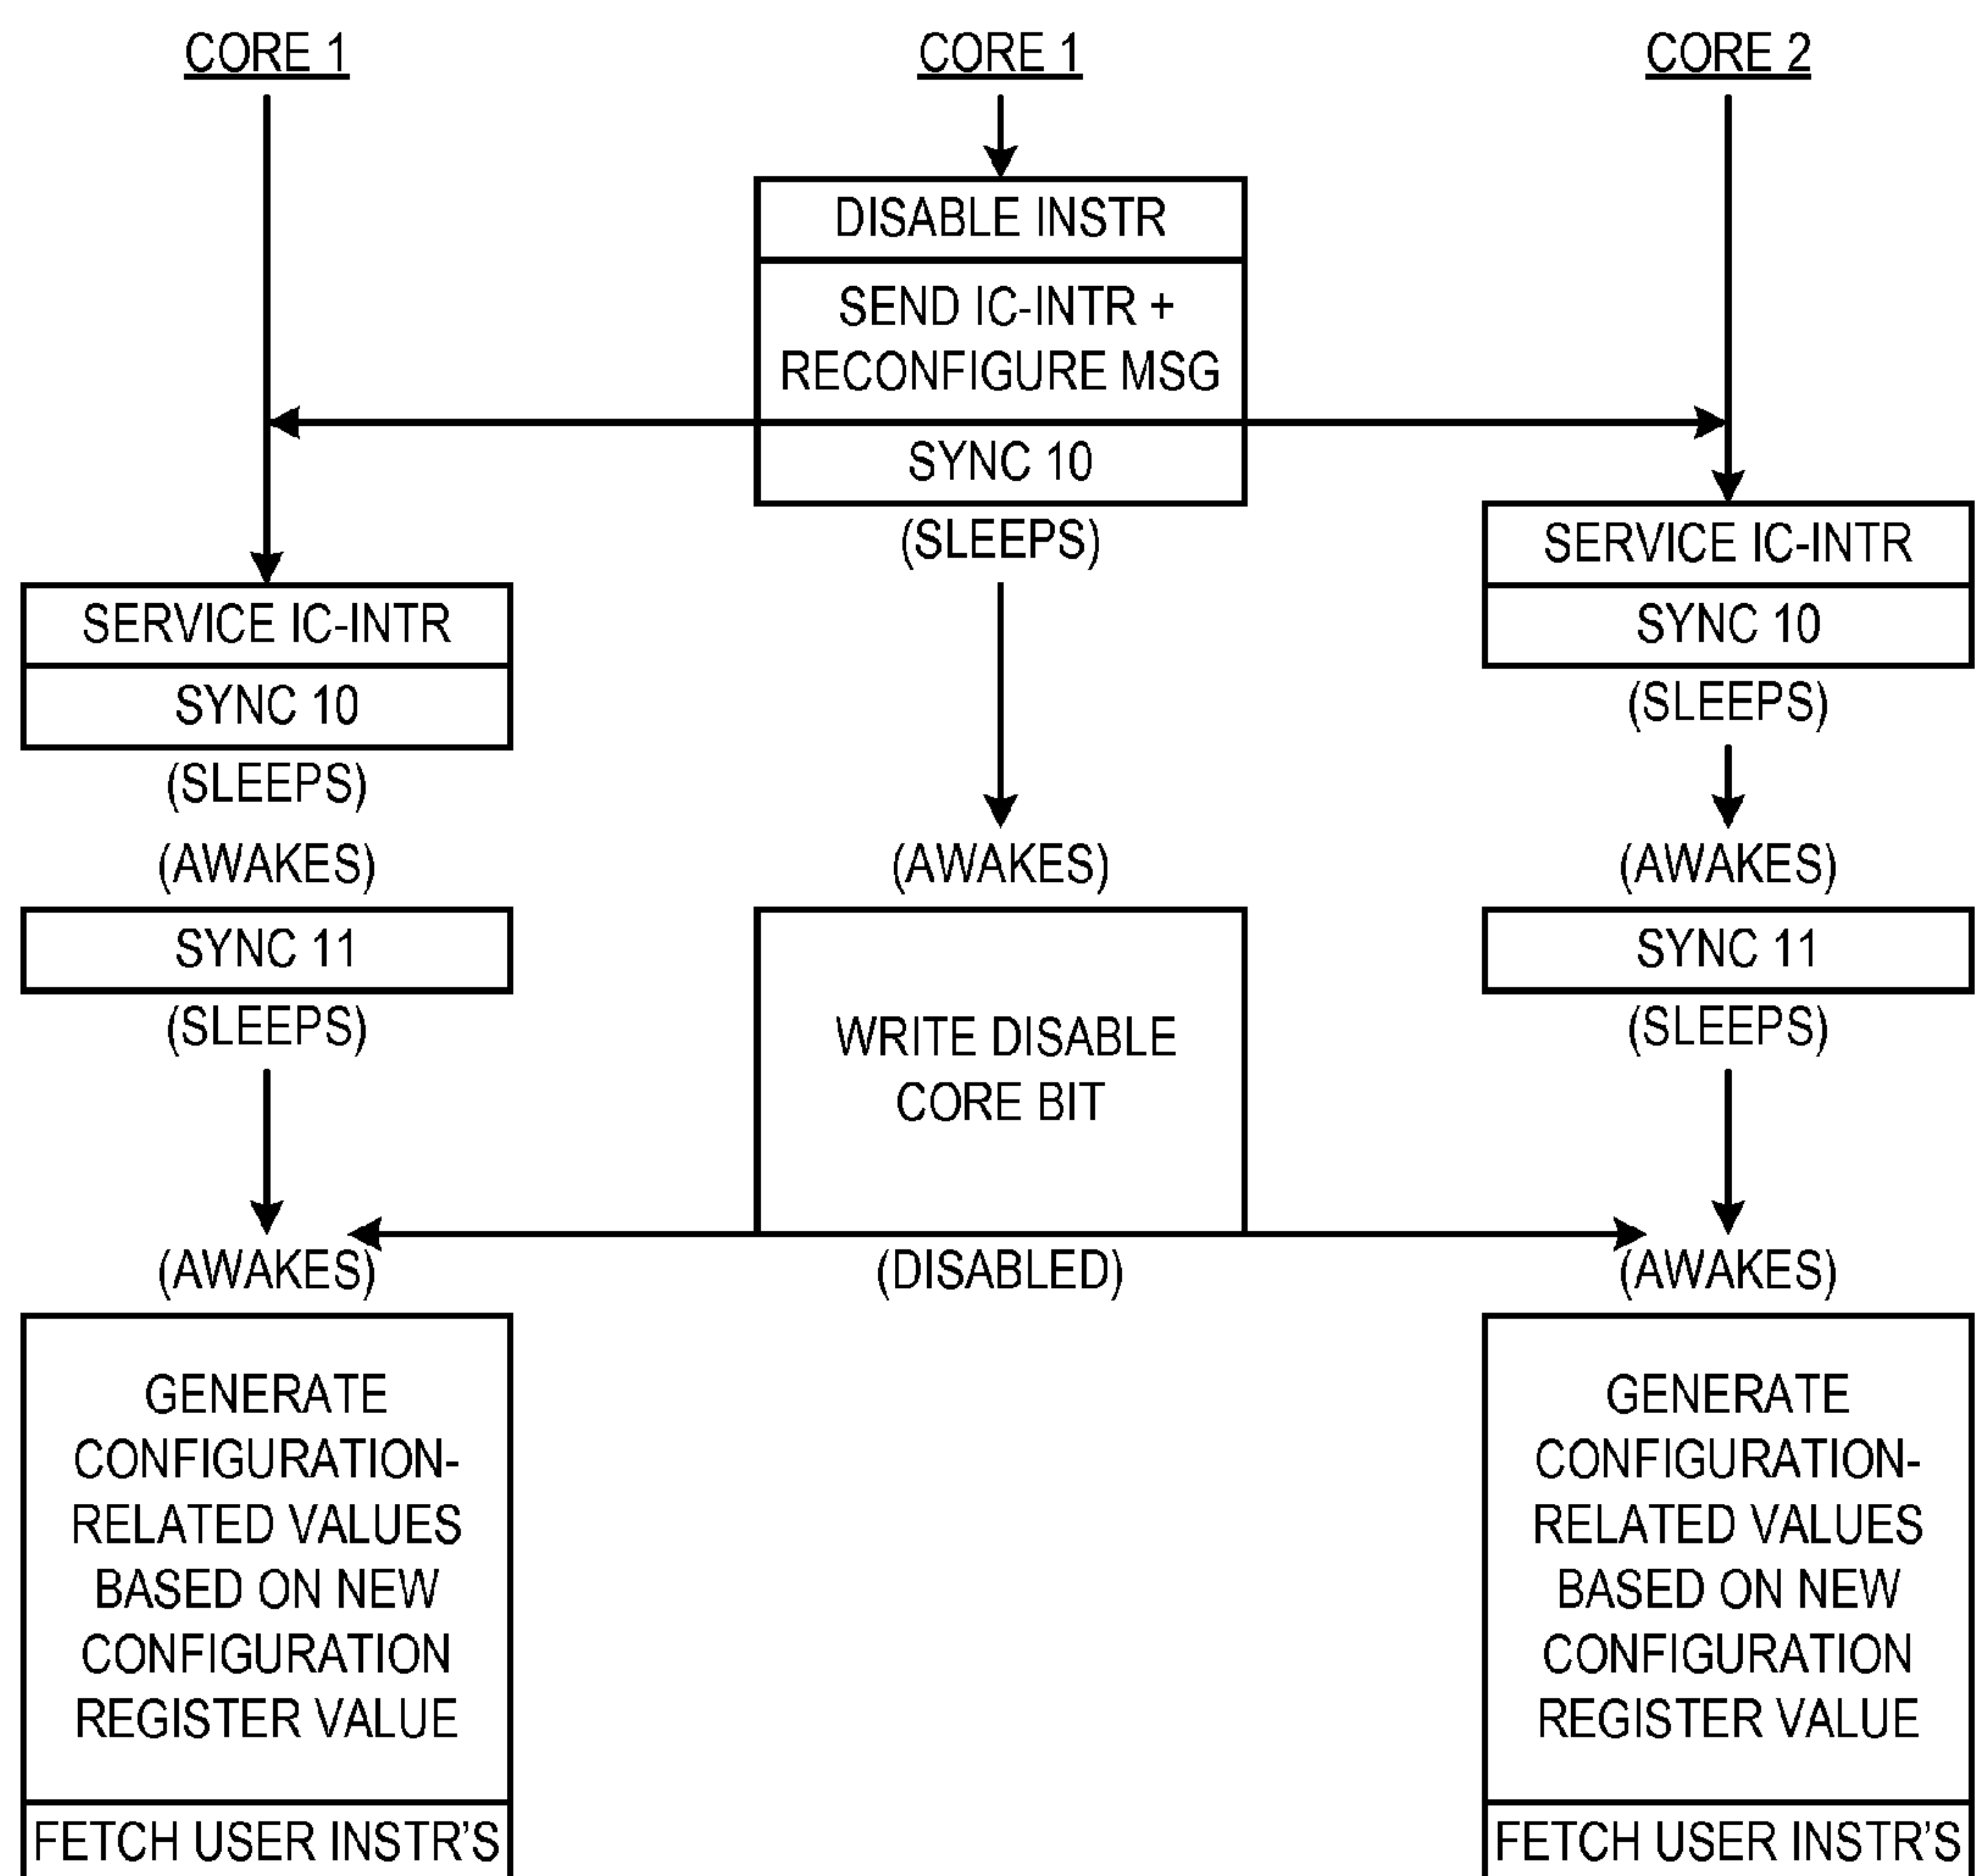 CORE 1
CORE 1
CORE 2
DISABLE INSTR
SEND IC-INTR +
RECONFIGURE MSG
SYNC 10
(SLEEPS)
SERVICE IC-INTR
SYNC 10
(SLEEPS)
SERVICE IC-INTR
SYNC 10
(SLEEPS)
(AWAKES)
(AWAKES)
(AWAKES)
SYNC 11
(SLEEPS)
WRITE DISABLE
CORE BIT
SYNC 11
(SLEEPS)
(AWAKES)
(DISABLED)
(AWAKES)
GENERATE
CONFIGURATION-
RELATED VALUES
BASED ON NEW
CONFIGURATION
REGISTER VALUE
FETCH USER INSTR'S
GENERATE
CONFIGURATION-
RELATED VALUES
BASED ON NEW
CONFIGURATION
REGISTER VALUE
FETCH USER INSTR'S